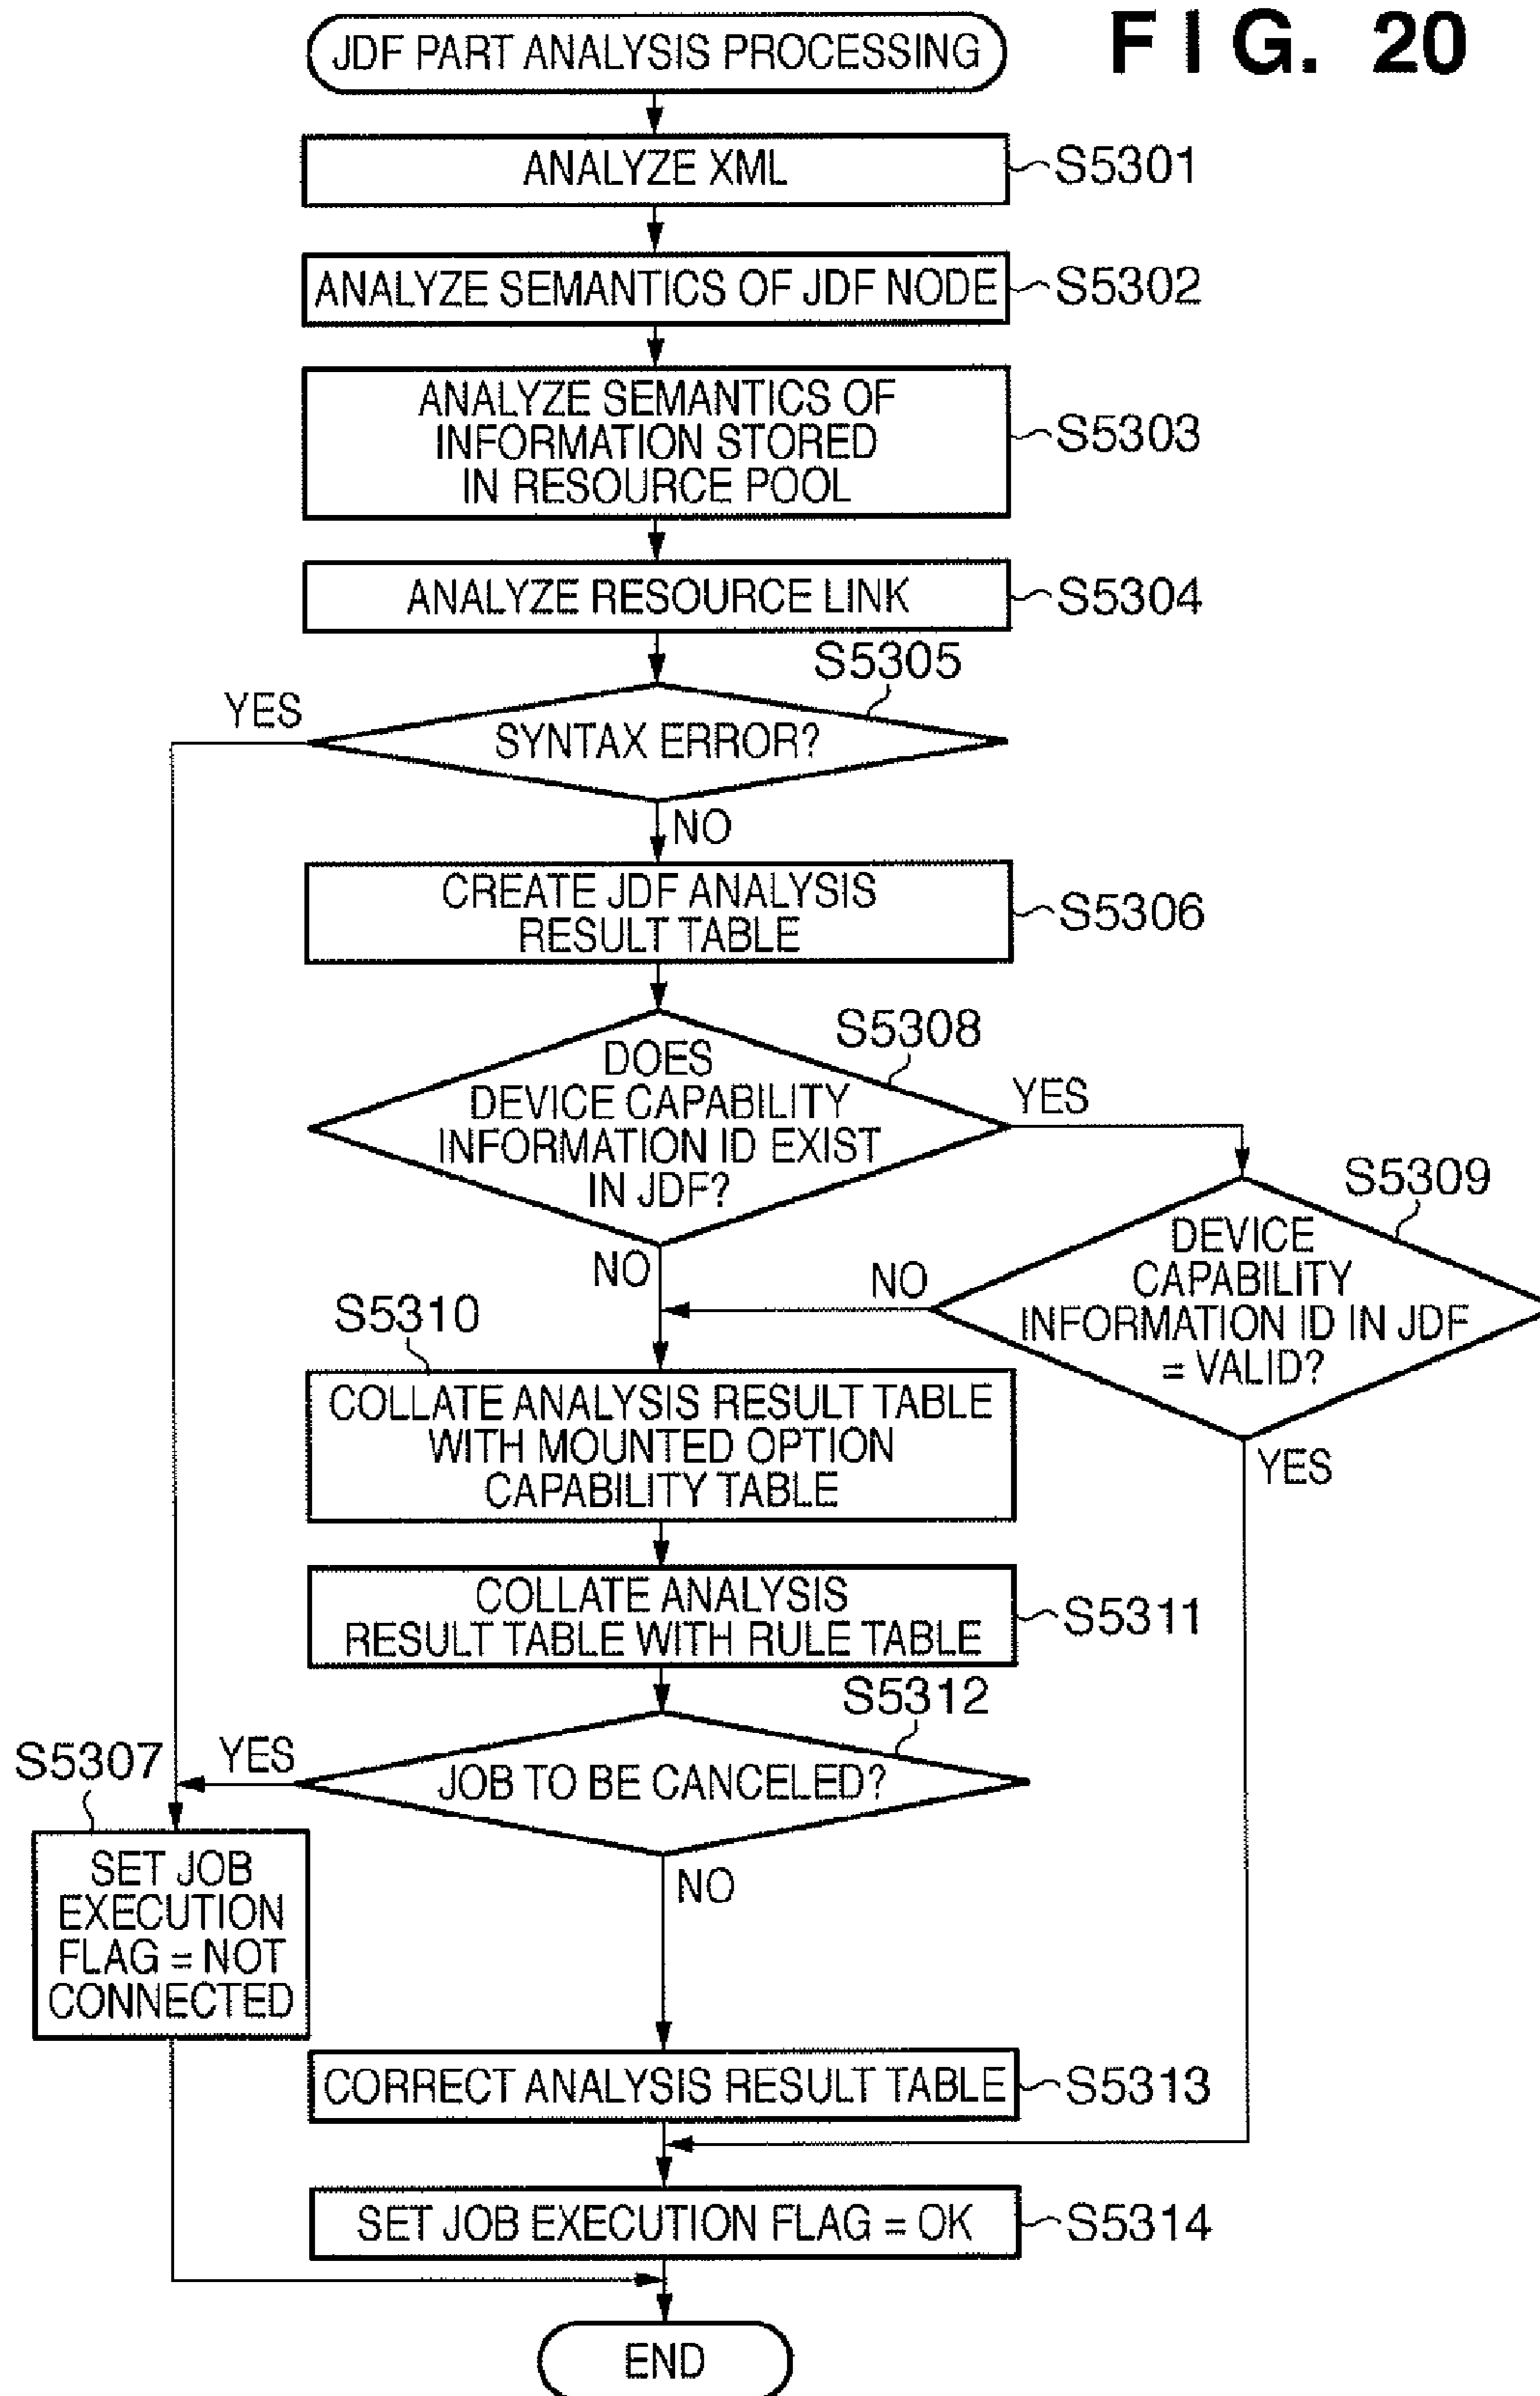 FIG. 20
JDF PART ANALYSIS PROCESSING
ANALYZE XML
S5301
ANALYZE SEMANTICS OF JDF NODE
S5302
ANALYZE SEMANTICS OF
INFORMATION STORED
IN RESOURCE POOL
S5303
ANALYZE RESOURCE LINK
S5304
S5305
YES
SYNTAX ERROR?
NO
CREATE JDF ANALYSIS
RESULT TABLE
S5306
S5308
DOES
DEVICE CAPABILITY
INFORMATION ID EXIST
IN JDF?
YES
NO
S5309
DEVICE
CAPABILITY
INFORMATION ID IN JDF
= VALID?
NO
YES
S5310
COLLATE ANALYSIS RESULT TABLE
WITH MOUNTED OPTION
CAPABILITY TABLE
COLLATE ANALYSIS
RESULT TABLE WITH RULE TABLE
S5311
S5312
JOB TO BE CANCELED?
YES
NO
S5307
SET JOB
EXECUTION
FLAG = NOT
CONNECTED
CORRECT ANALYSIS RESULT TABLE
S5313
SET JOB EXECUTION FLAG = OK
S5314
END